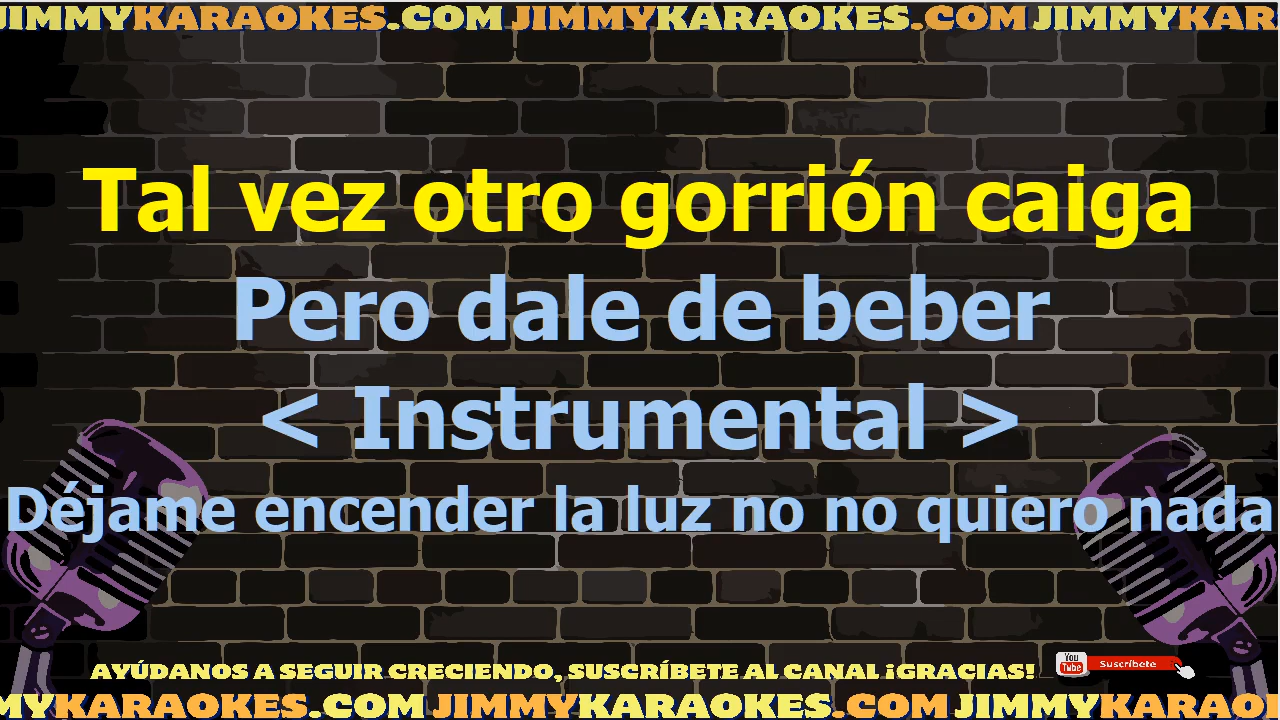 JIMMYKARAOKES.COM JIMMYKARAOKES.COM JIMMYKAR
Tal vez otro gorrión caiga
Pero dale de beber
< Instrumental >
Déjame encender la luz no no quiero nada
AYÚDANOS A SEGUIR CRECIENDO, SUSCRÍBETE AL CANAL ¡GRACIAS!
You Tube Suscríbete
MYKARAOKES.COM JIMMYKARAOKES.COM JIMMYKARAOK